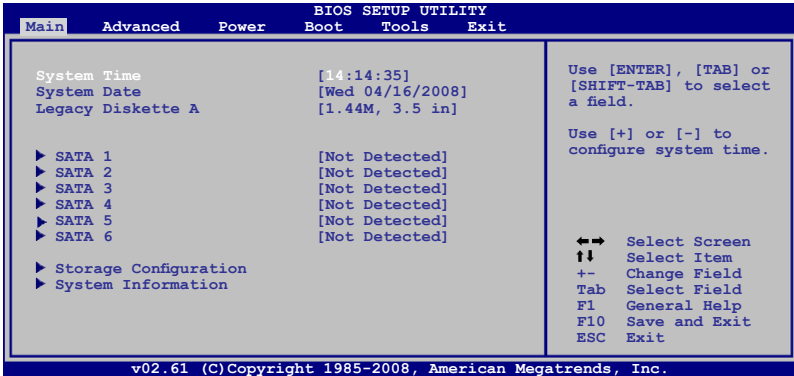 BIOS SETUP UTILITY
Main Advanced Power Boot Tools Exit
System Time [14:14:35]
System Date [Wed 04/16/2008]
Legacy Diskette A [1.44M, 3.5 in]
SATA 1 [Not Detected]
SATA 2 [Not Detected]
SATA 3 [Not Detected]
SATA 4 [Not Detected]
SATA 5 [Not Detected]
SATA 6 [Not Detected]
Storage Configuration
System Information
Use [ENTER], [TAB] or
[SHIFT-TAB] to select
a field.
Use [+] or [-] to
configure system time.
←→ Select Screen
↑↓ Select Item
+- Change Field
Tab Select Field
F1 General Help
F10 Save and Exit
ESC Exit
v02.61 (C)Copyright 1985-2008, American Megatrends, Inc.